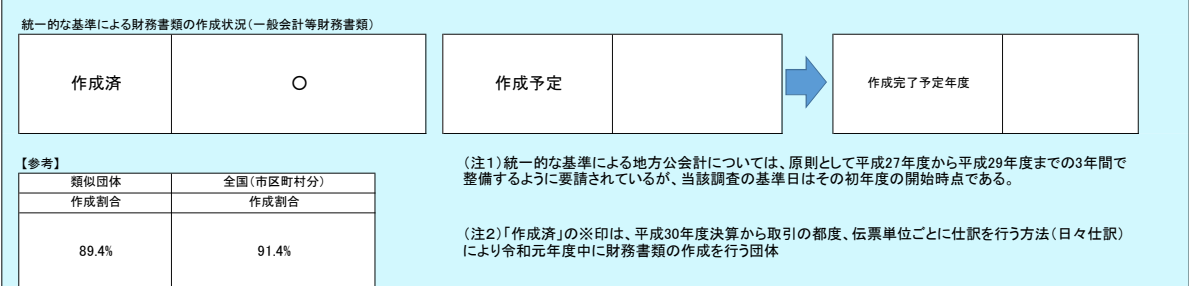 統一的な基準による財務書類の作成状況(一般会計等財務書類)
作成済 ○ 作成予定 作成完了予定年度
【参考】
類似団体 全国(市区町村分)
作成割合 作成割合
89.4% 91.4%
(注1)統一的な基準による地方公会計については、原則として平成27年度から平成29年度までの3年間で
整備するように要請されているが、当該調査の基準日はその初年度の開始時点である。
(注2)「作成済」の※印は、平成30年度決算から取引の都度、伝票単位ごとに仕訳を行う方法(日々仕訳)
により令和元年度中に財務書類の作成を行う団体